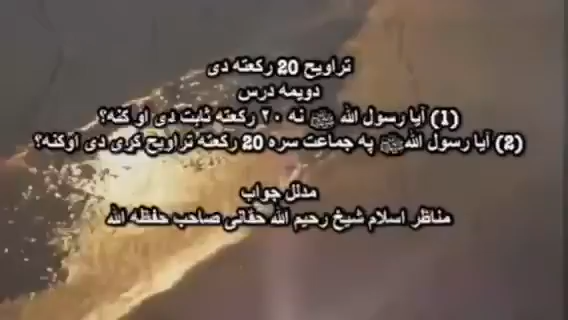 تراویح 20 رکعته دی
دویمه درس
(1) آیا رسول الله ﷺ نه ۲۰ رکعته ثابت دی او کنه؟
(2) آیا رسول الله ﷺ په جماعت سره 20 رکعته تراویح کړی دی اوکنه؟
مدلل جواب
مناظر اسلام شیخ رحیم الله حقانی صاحب حفظه الله